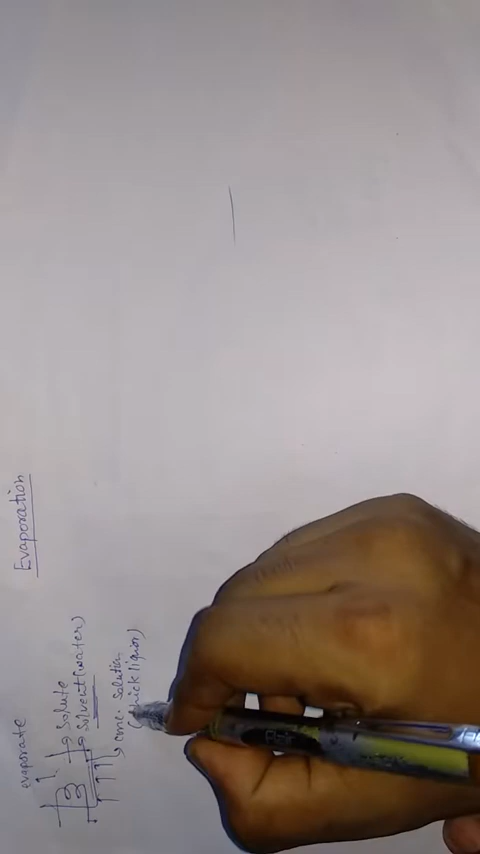 Evaporation
evaporate
Solute
Solvent (water)
conc. solution
(thick liquor)